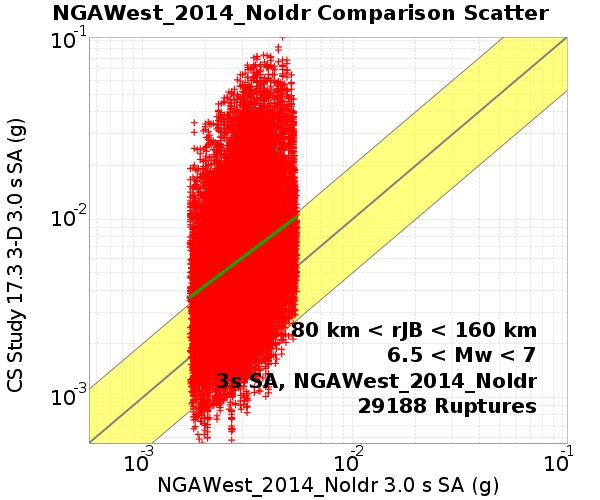 NGAWest_2014_NoIdr Comparison Scatter
10-1
10-2
10-3
CS Study 17.3 3-D 3.0 s SA (g)
80 km < rJB < 160 km
6.5 < Mw < 7
3s SA, NGAWest_2014_NoIdr
29188 Ruptures
10-3 10-2 10-1
NGAWest_2014_NoIdr 3.0 s SA (g)